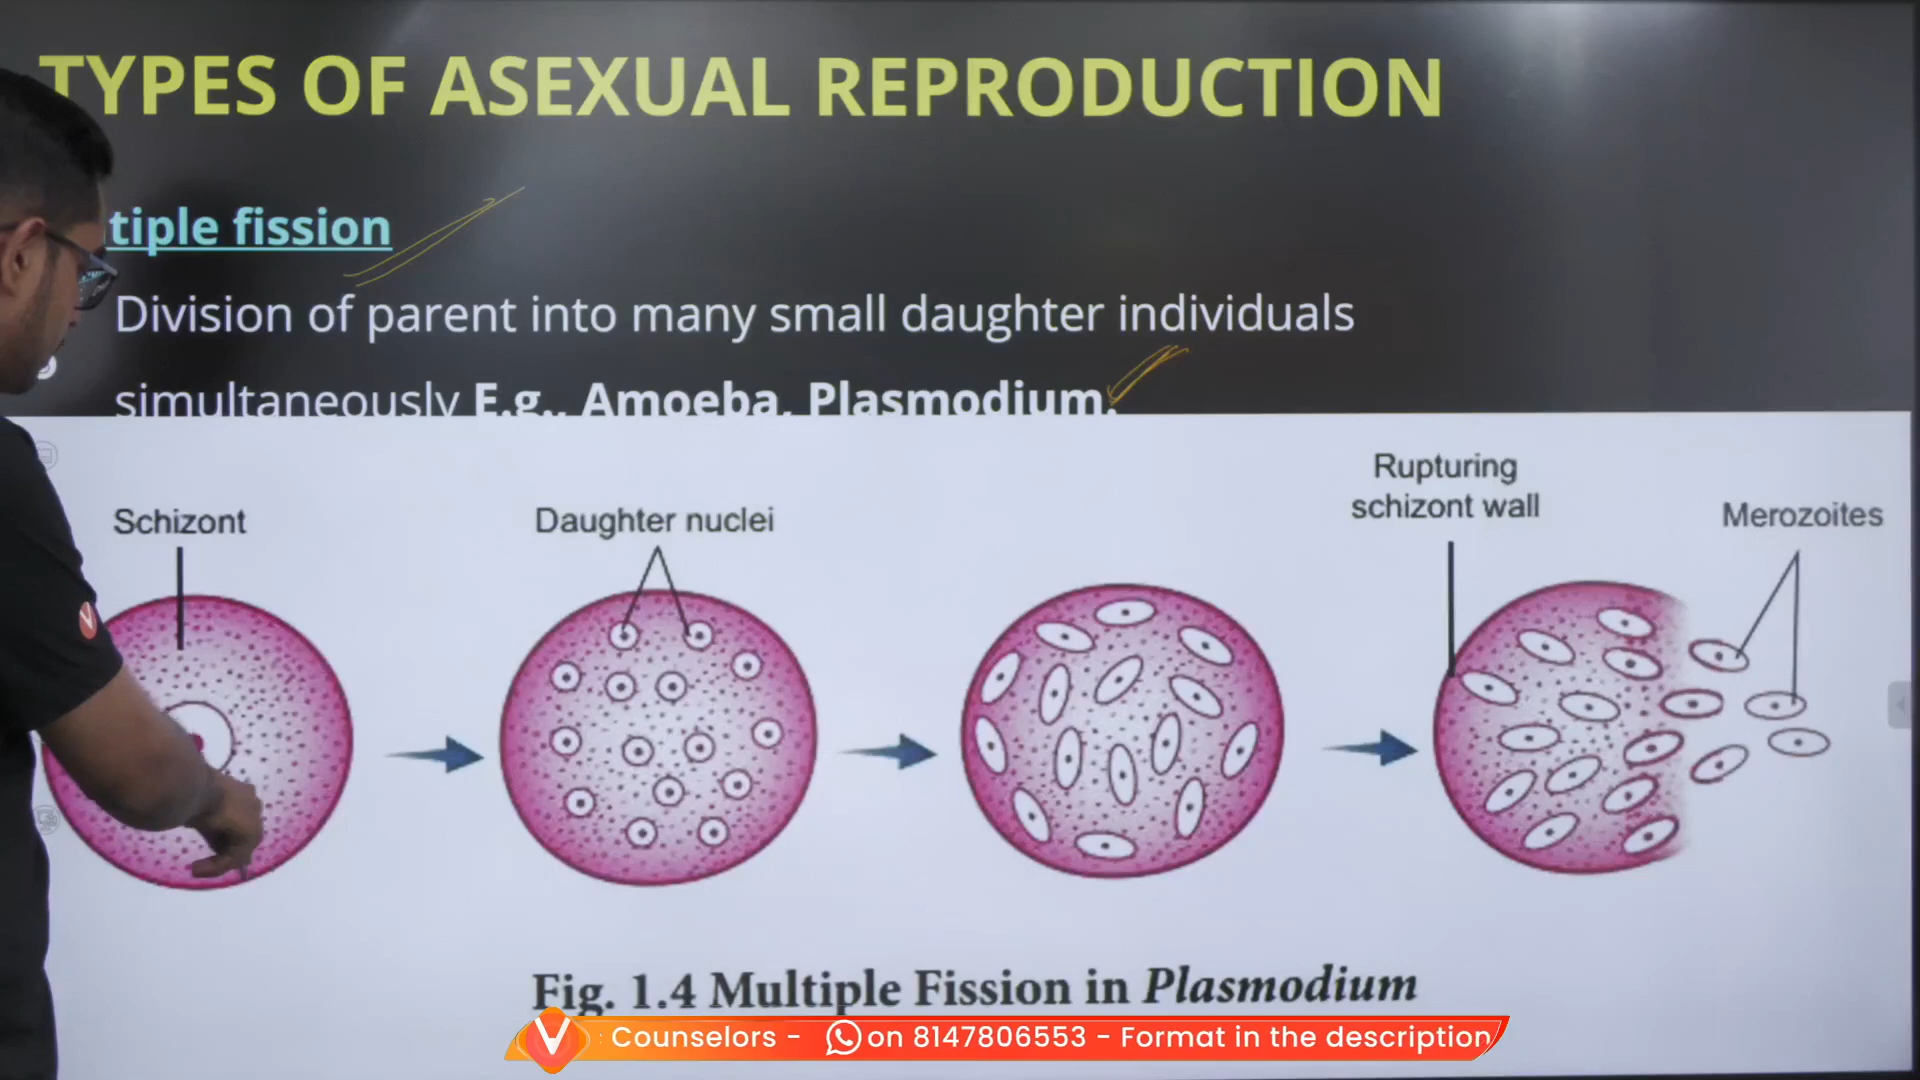 TYPES OF ASEXUAL REPRODUCTION
tiple fission
Division of parent into many small daughter individuals
simultaneously E.g., Amoeba, Plasmodium.
Schizont
Daughter nuclei
Rupturing
schizont wall
Merozoites
Fig. 1.4 Multiple Fission in Plasmodium
: Counselors - on 8147806553 - Format in the description